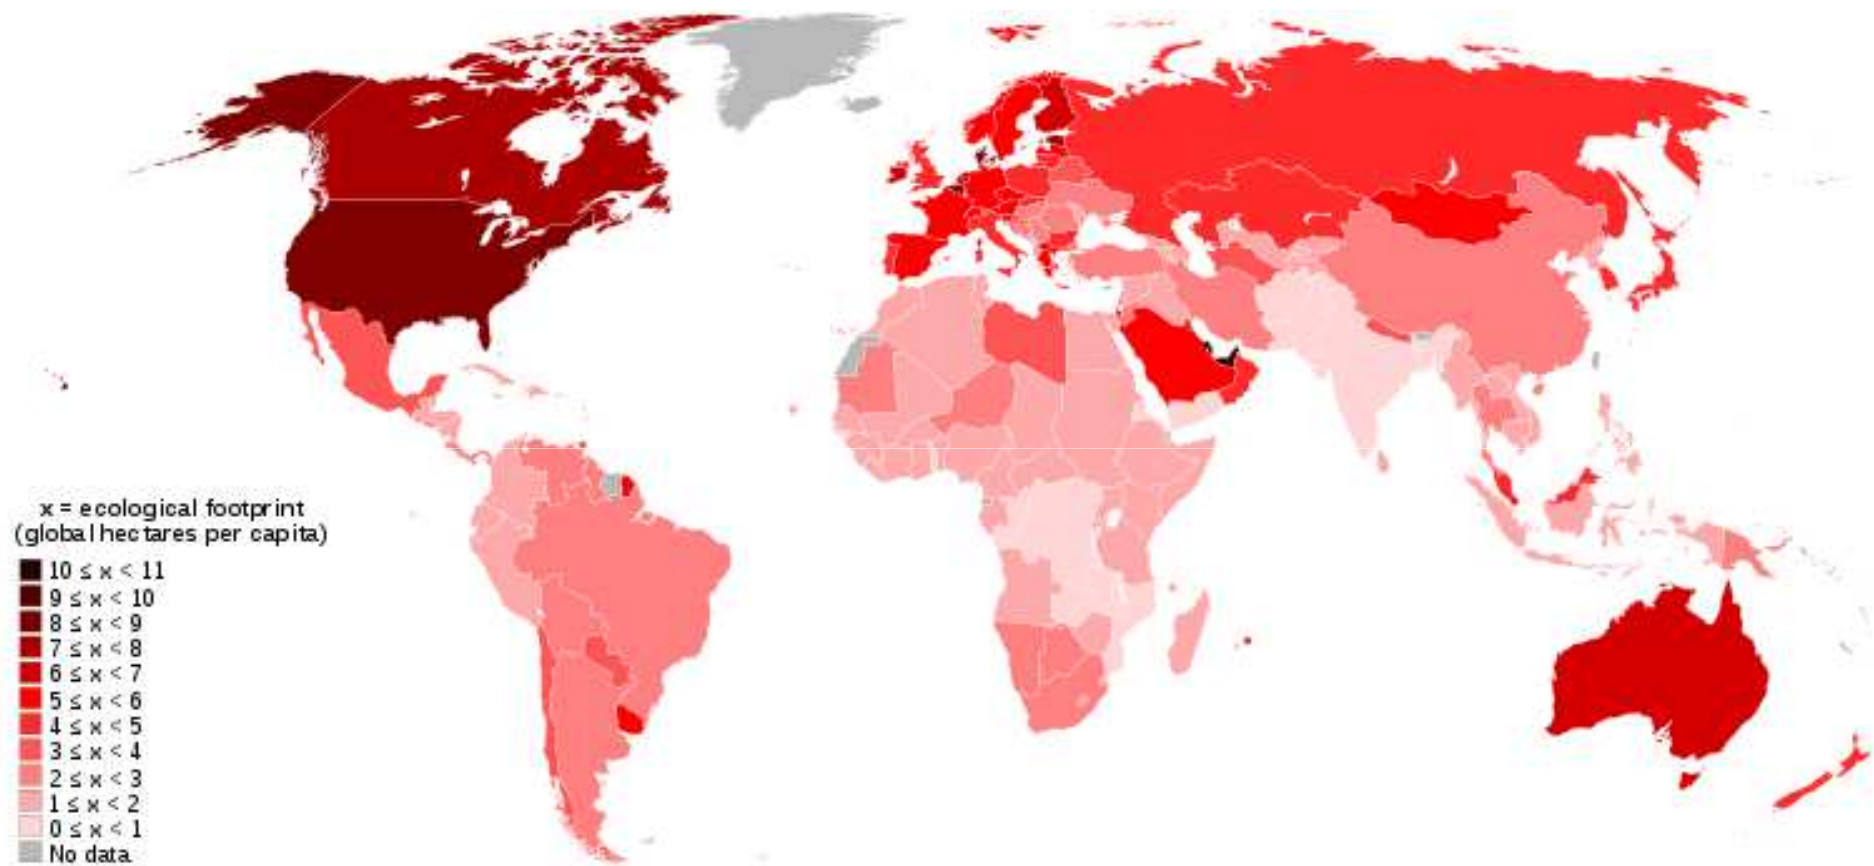 x = ecological footprint
(global hectares per capita)
10 ≤ x < 11
9 ≤ x < 10
8 ≤ x < 9
7 ≤ x < 8
6 ≤ x < 7
5 ≤ x < 6
4 ≤ x < 5
3 ≤ x < 4
2 ≤ x < 3
1 ≤ x < 2
0 ≤ x < 1
No data